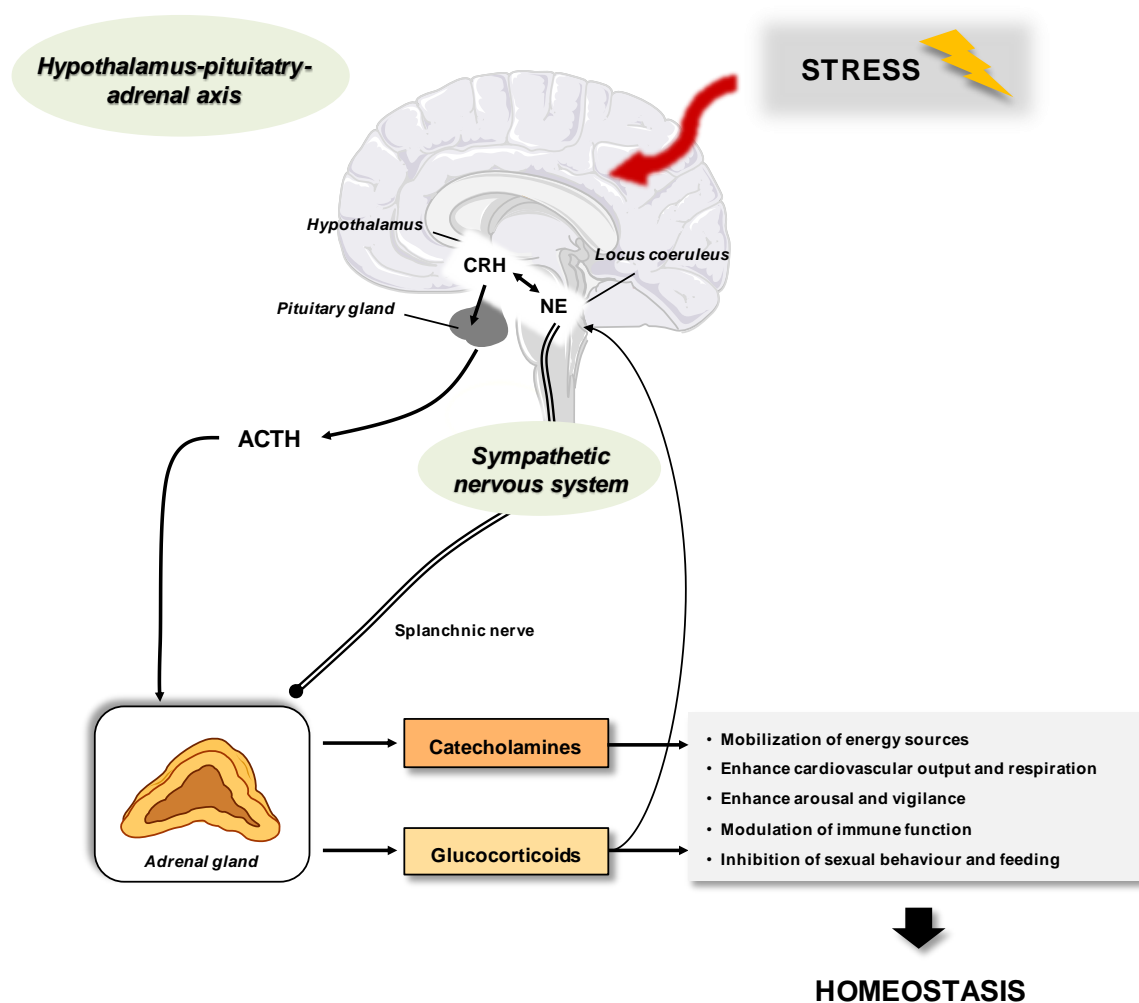 Hypothalamus-pituitatry-
adrenal axis
STRESS
Hypothalamus
Locus coeruleus
CRH
NE
Pituitary gland
ACTH
Sympathetic
nervous system
Splanchnic nerve
Catecholamines
• Mobilization of energy sources
• Enhance cardiovascular output and respiration
• Enhance arousal and vigilance
• Modulation of immune function
• Inhibition of sexual behaviour and feeding
Glucocorticoids
Adrenal gland
HOMEOSTASIS